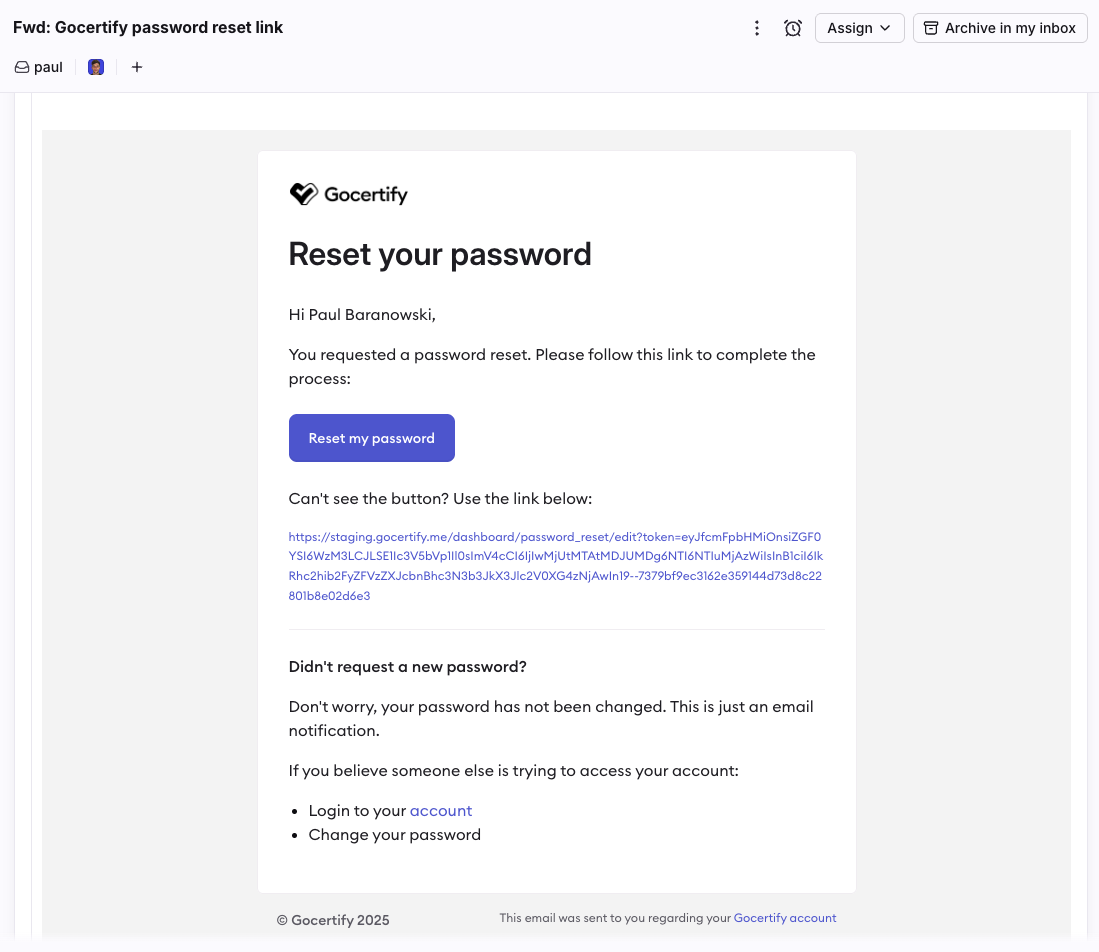 Fwd: Gocertify password reset link
Assign
Archive in my inbox
paul
Gocertify
Reset your password
Hi Paul Baranowski,
You requested a password reset. Please follow this link to complete the
process:
Reset my password
Can't see the button? Use the link below:
https://staging.gocertify.me/dashboard/password_reset/edit?token=eyJfcmFpbHMiOnsiZGF0
YSI6WzM3LCJLSE1Ic3V5bVp1Il0sImV4cCI6IjIwMjUtMTAtMDJUMDg6NTI6NTIuMjAzWiIsInB1ciI6Ik
Rhc2hib2FyZFVzZXJcbnBhc3N3b3JkX3Jlc2V0XG4zNjAwIn19--7379bf9ec3162e359144d73d8c22
801b8e02d6e3
Didn't request a new password?
Don't worry, your password has not been changed. This is just an email
notification.
If you believe someone else is trying to access your account:
Login to your account
Change your password
© Gocertify 2025
This email was sent to you regarding your Gocertify account